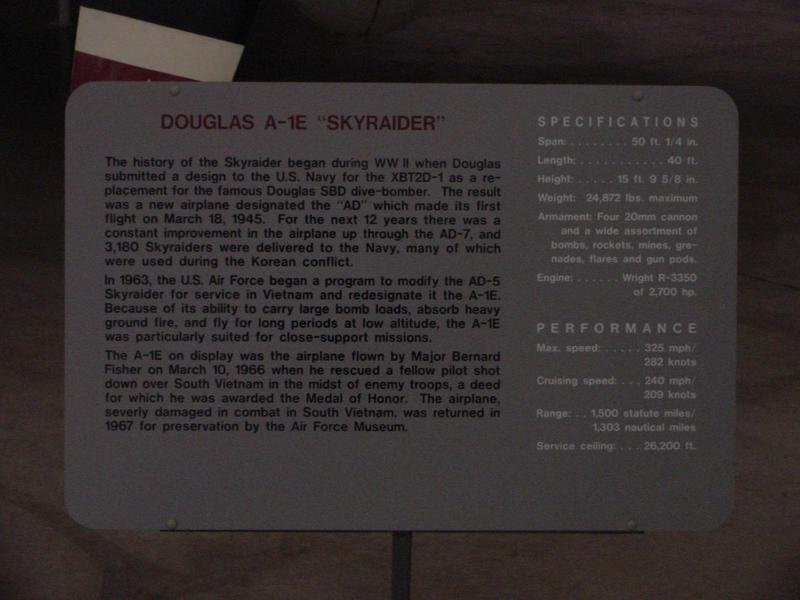 DOUGLAS A-1E "SKYRAIDER"
The history of the Skyraider began during WW II when Douglas
submitted a design to the U.S. Navy for the XBT2D-1 as a re-
placement for the famous Douglas SBD dive-bomber. The result
was a new airplane designated the "AD" which made its first
flight on March 18, 1945. For the next 12 years there was a
constant improvement in the airplane up through the AD-7, and
3,180 Skyraiders were delivered to the Navy, many of which
were used during the Korean conflict.
In 1963, the U.S. Air Force began a program to modify the AD-5
Skyraider for service in Vietnam and redesignate it the A-1E.
Because of its ability to carry large bomb loads, absorb heavy
ground fire, and fly for long periods at low altitude, the A-1E
was particularly suited for close-support missions.
The A-1E on display was the airplane flown by Major Bernard
Fisher on March 10, 1966 when he rescued a fellow pilot shot
down over South Vietnam in the midst of enemy troops, a deed
for which he was awarded the Medal of Honor. The airplane,
severly damaged in combat in South Vietnam, was returned in
1967 for preservation by the Air Force Museum.
SPECIFICATIONS
Span: . . . . . . . . 50 ft. 1/4 in.
Length: . . . . . . . . . . . 40 ft.
Height: . . . . . 15 ft. 9 5/8 in.
Weight: 24,872 lbs. maximum
Armament: Four 20mm cannon
and a wide assortment of
bombs, rockets, mines, gre-
nades, flares and gun pods.
Engine: . . . . . . Wright R-3350
of 2,700 hp.
PERFORMANCE
Max. speed: . . . . . 325 mph/
282 knots
Cruising speed: . . . 240 mph/
209 knots
Range: . . 1,500 statute miles/
1,303 nautical miles
Service ceiling: . . . 26,200 ft.